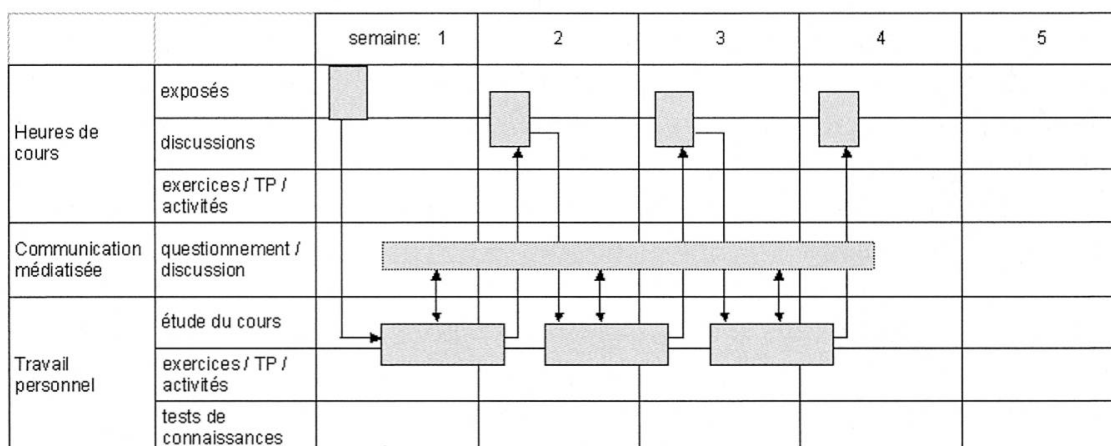 semaine: 1 2 3 4 5
exposés
Heures de
cours
discussions
exercices / TP /
activités
Communication
médiatisée
questionnement /
discussion
étude du cours
Travail
personnel
exercices / TP /
activités
tests de
connaissances